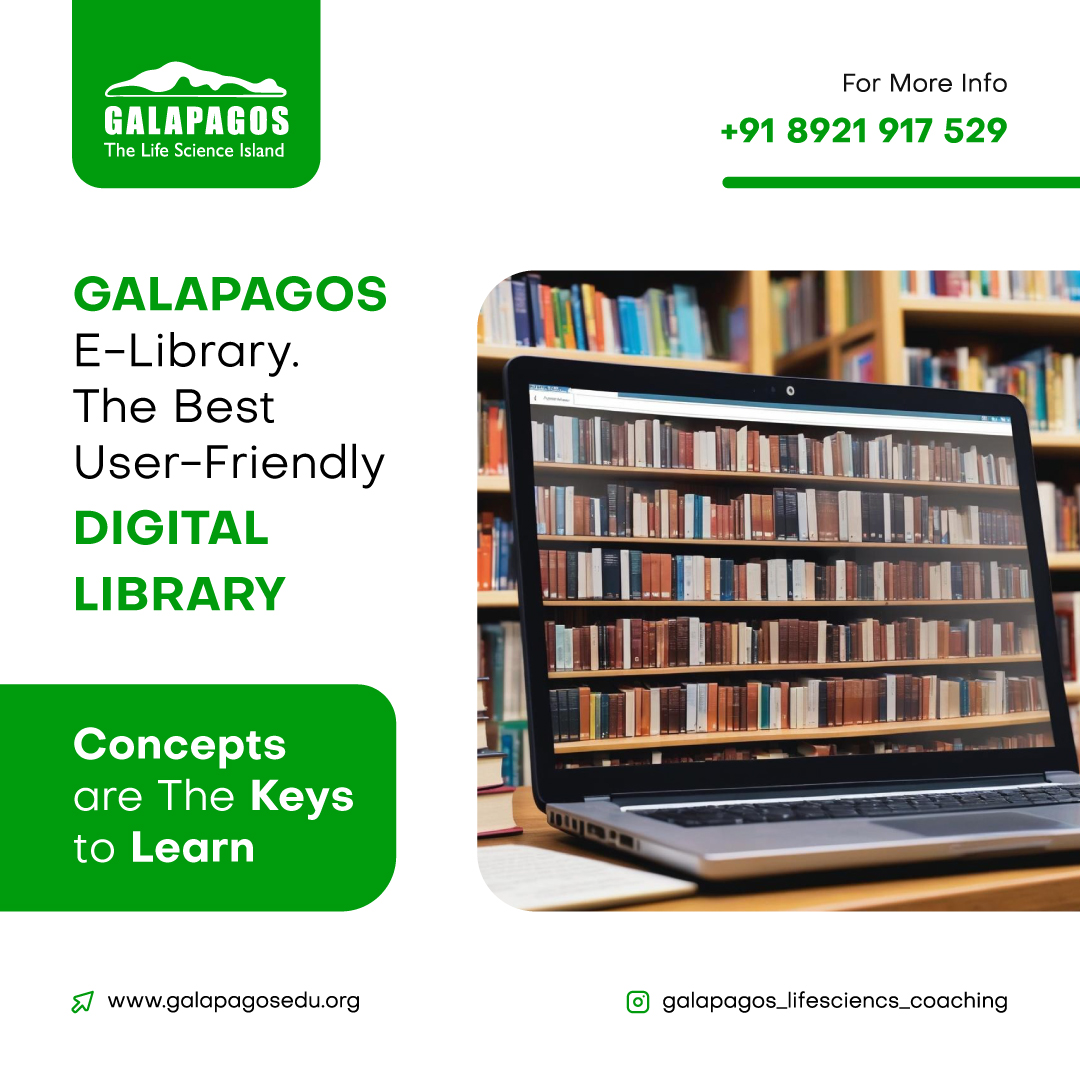 GALAPAGOS
The Life Science Island
For More Info
+91 8921 917 529
GALAPAGOS
E-Library.
The Best
User-Friendly
DIGITAL
LIBRARY
Concepts
are The Keys
to Learn
www.galapagosedu.org
galapagos_lifesciencs_coaching